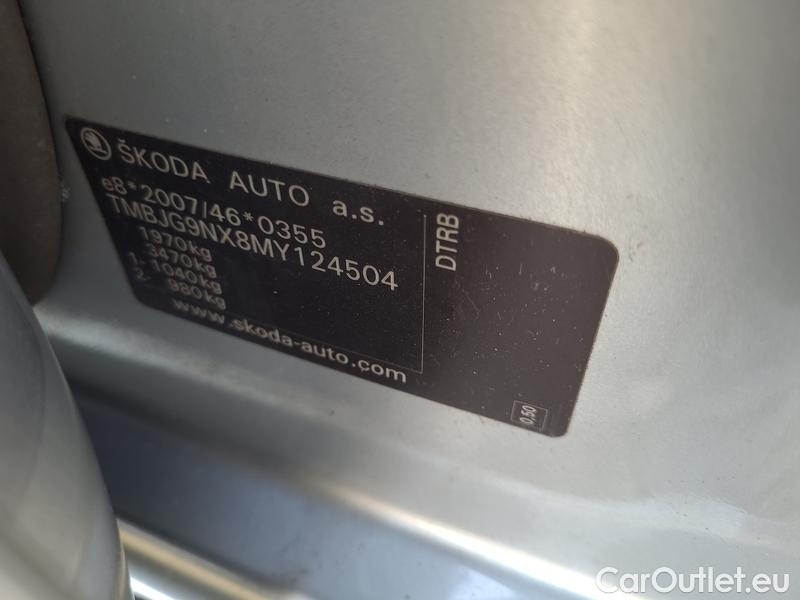 ŠKODA AUTO a.s.
e8*2007/46*0355
TMBJG9NX8MY124504
1970kg
3470kg
1. 1040kg
2. 980kg
www.skoda-auto.com
DTRB
0,50
CarOutlet.eu